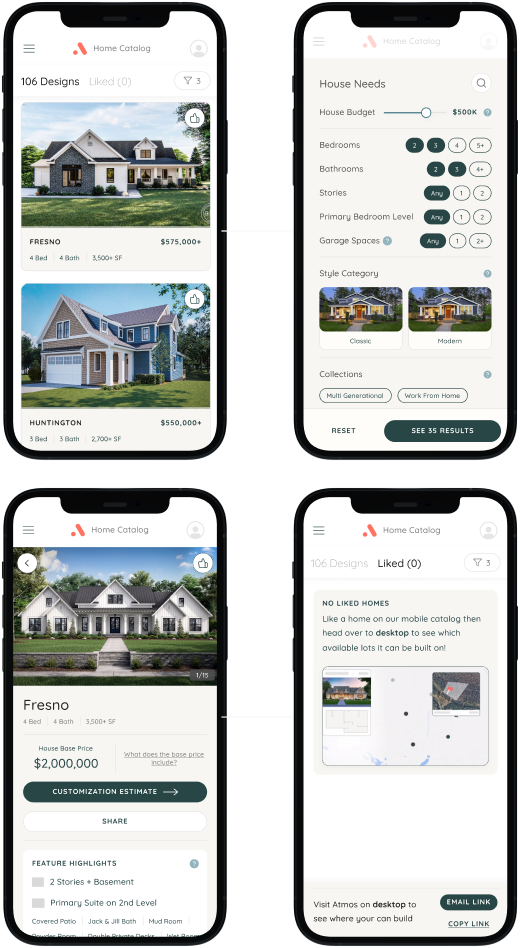 Home Catalog
106 Designs Liked (0) 3
FRESNO $575,000+
4 Bed 4 Bath 3,500+ SF
HUNTINGTON $550,000+
3 Bed 3 Bath 2,700+ SF
Home Catalog
House Needs
House Budget $500K ?
Bedrooms 2 3 4 5+
Bathrooms 2 3 4+
Stories Any 1 2
Primary Bedroom Level Any 1 2
Garage Spaces ? Any 1 2+
Style Category ?
Classic Modern
Collections ?
Multi Generational Work From Home
RESET SEE 35 RESULTS
Home Catalog
1/15
Fresno
4 Bed 4 Bath 3,500+ SF
House Base Price
$2,000,000
What does the base price
include?
CUSTOMIZATION ESTIMATE
SHARE
FEATURE HIGHLIGHTS ?
2 Stories + Basement
Primary Suite on 2nd Level
Covered Patio Jack & Jill Bath Mud Room
Powder Room Double Private Decks Wet Room
Home Catalog
106 Designs Liked (0) 3
NO LIKED HOMES
Like a home on our mobile catalog then
head over to desktop to see which
available lots it can be built on!
Visit Atmos on desktop to
see where your can build
EMAIL LINK
COPY LINK